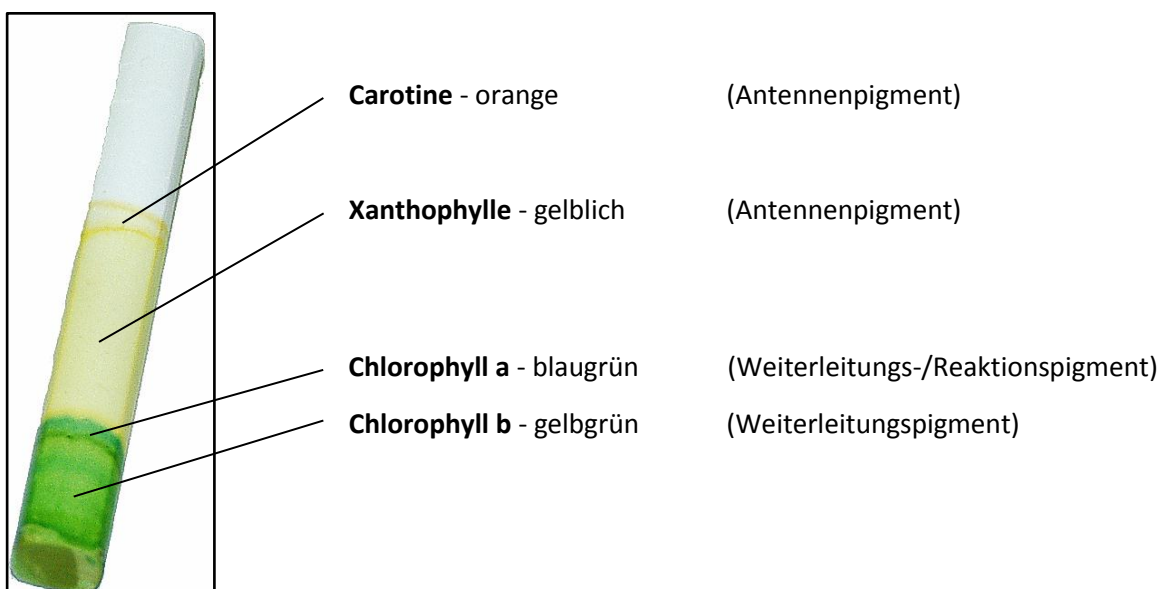 Carotine - orange (Antennenpigment)
Xanthophylle - gelblich (Antennenpigment)
Chlorophyll a - blaugrün (Weiterleitungs-/Reaktionspigment)
Chlorophyll b - gelbgrün (Weiterleitungspigment)